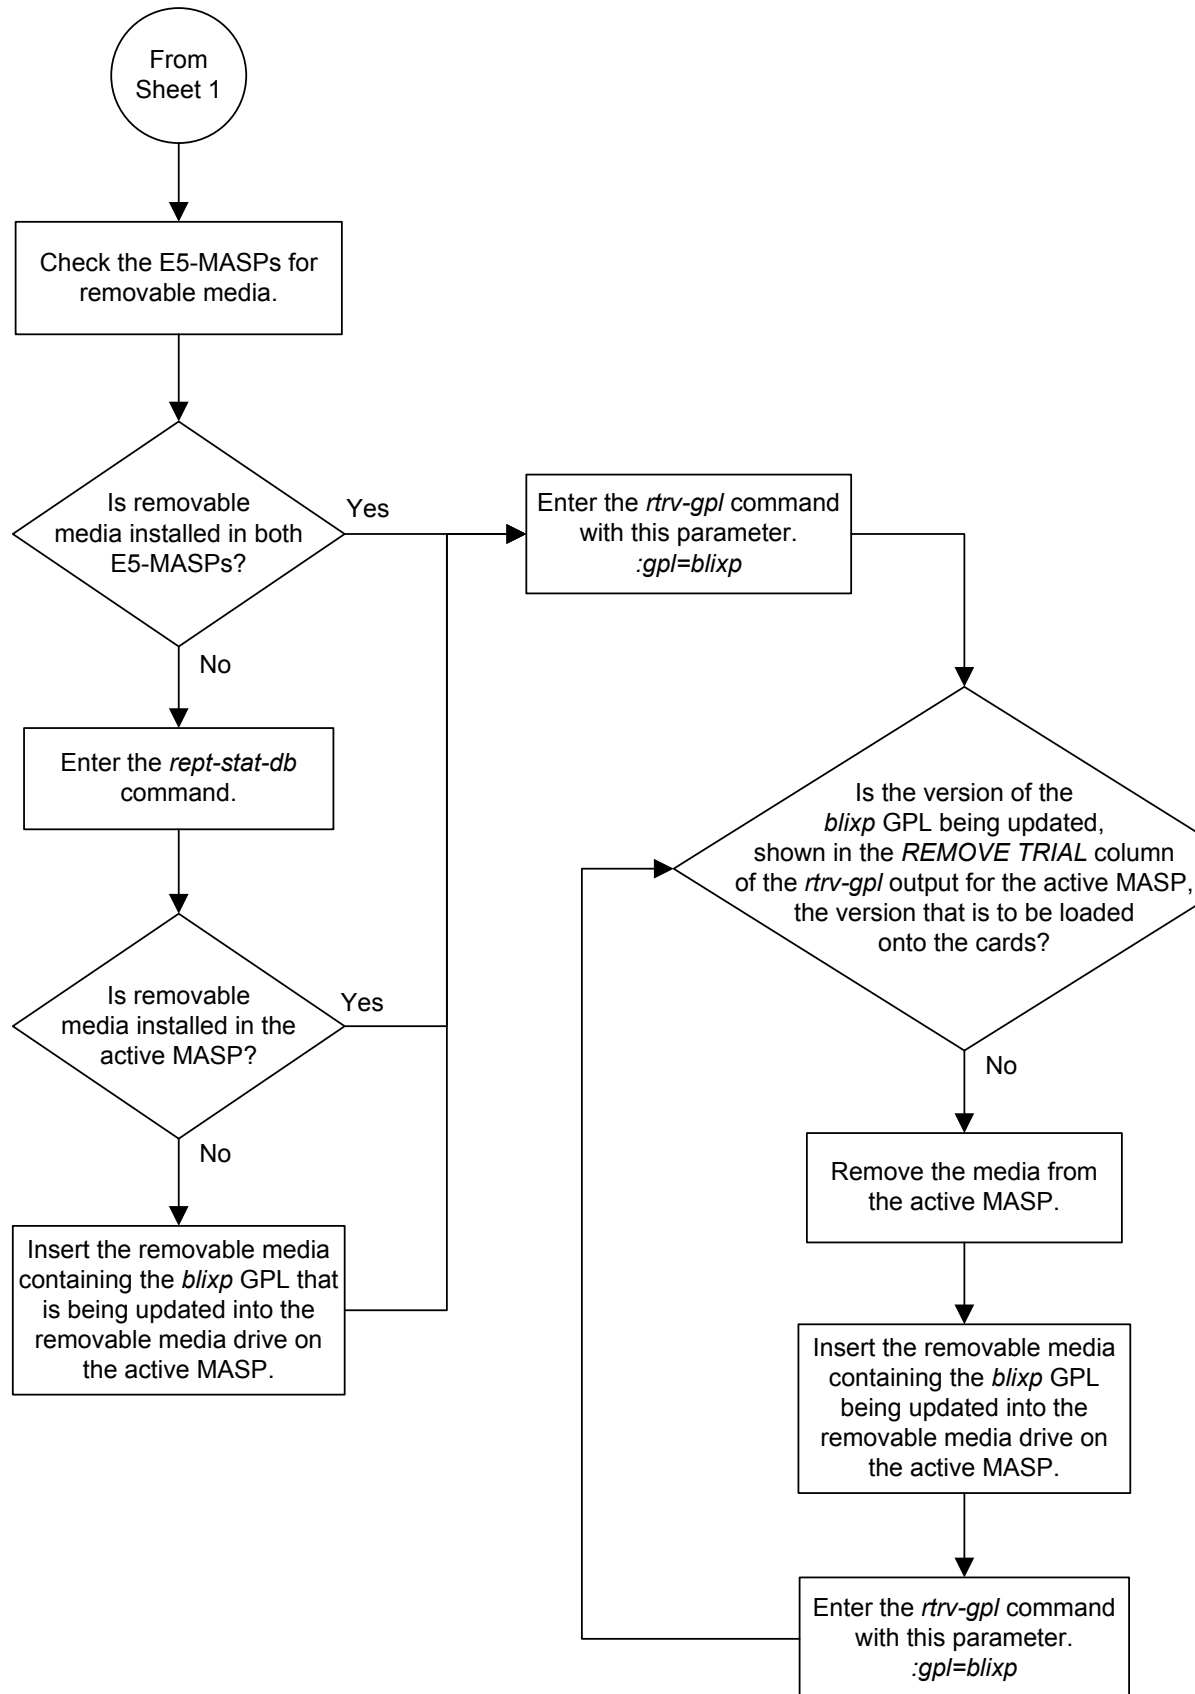 From
Sheet 1
Check the E5-MASPs for
removable media.
Is removable
media installed in both
E5-MASPs?
Yes
No
Enter the rept-stat-db
command.
Is removable
media installed in the
active MASP?
Yes
No
Insert the removable media
containing the blixp GPL that
is being updated into the
removable media drive on
the active MASP.
Enter the rtrv-gpl command
with this parameter.
:gpl=blixp
Is the version of the
blixp GPL being updated,
shown in the REMOVE TRIAL column
of the rtrv-gpl output for the active MASP,
the version that is to be loaded
onto the cards?
No
Remove the media from
the active MASP.
Insert the removable media
containing the blixp GPL
being updated into the
removable media drive on
the active MASP.
Enter the rtrv-gpl command
with this parameter.
:gpl=blixp